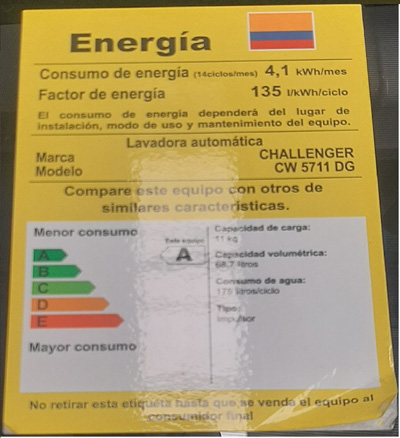 Energía
Consumo de energía (14ciclos/mes) 4,1 kWh/mes
Factor de energía 135 l/kWh/ciclo
El consumo de energía dependerá del lugar de
instalación, modo de uso y mantenimiento del equipo.
Lavadora automática
Marca CHALLENGER
Modelo CW 5711 DG
Compare este equipo con otros de
similares características.
Menor consumo
A
B
C
D
E
Mayor consumo
Este equipo
A
Capacidad de carga:
11 kg
Capacidad volumétrica:
68,7 litros
Consumo de agua:
176 litros/ciclo
Tipo:
Impulsor
No retirar esta etiqueta hasta que se venda el equipo al
consumidor final